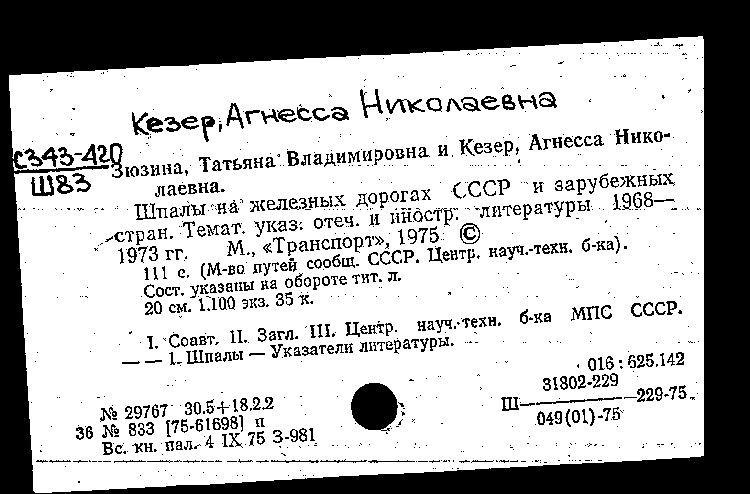 Кезер, Агнесса Николаевна
С343-420
Ш83
Зюзина, Татьяна Владимировна и Кезер, Агнесса Нико-
лаевна.
Шпалы на железных дорогах СССР и зарубежных
стран. Темат. указ. отеч. и иностр. литературы 1968—
1973 гг. М., «Транспорт», 1975. ©
111 с. (М-во путей сообщ. СССР. Центр. науч.-техн. б-ка).
Сост. указаны на обороте тит. л.
20 см. 1.100 экз. 35 к.
I. Соавт. II. Загл. III. Центр. науч.-техн. б-ка МПС СССР.
— — 1. Шпалы — Указатели литературы.
016 : 625.142
31802-229
Ш——————229-75
049(01)-75
№ 29767 30.5+18.2.2
36 № 833 [75-61698] п
Вс. кн. пал. 4 IX 75 З-981